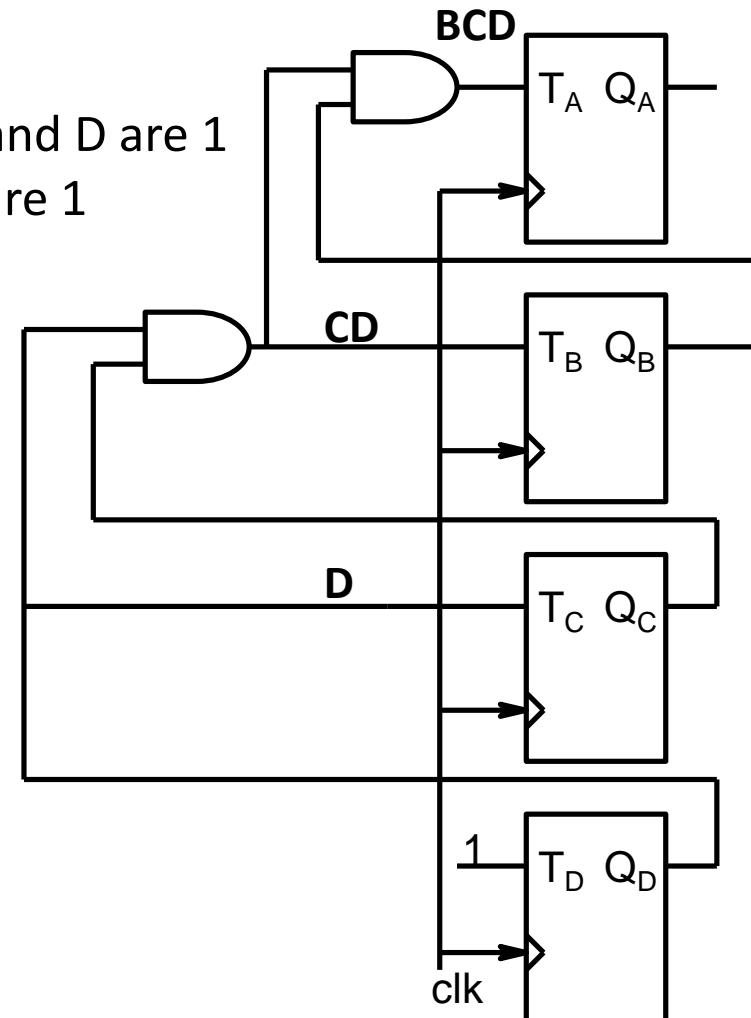 BCD
T_A Q_A
and D are 1
re 1
CD
T_B Q_B
D
T_C Q_C
1
T_D Q_D
clk